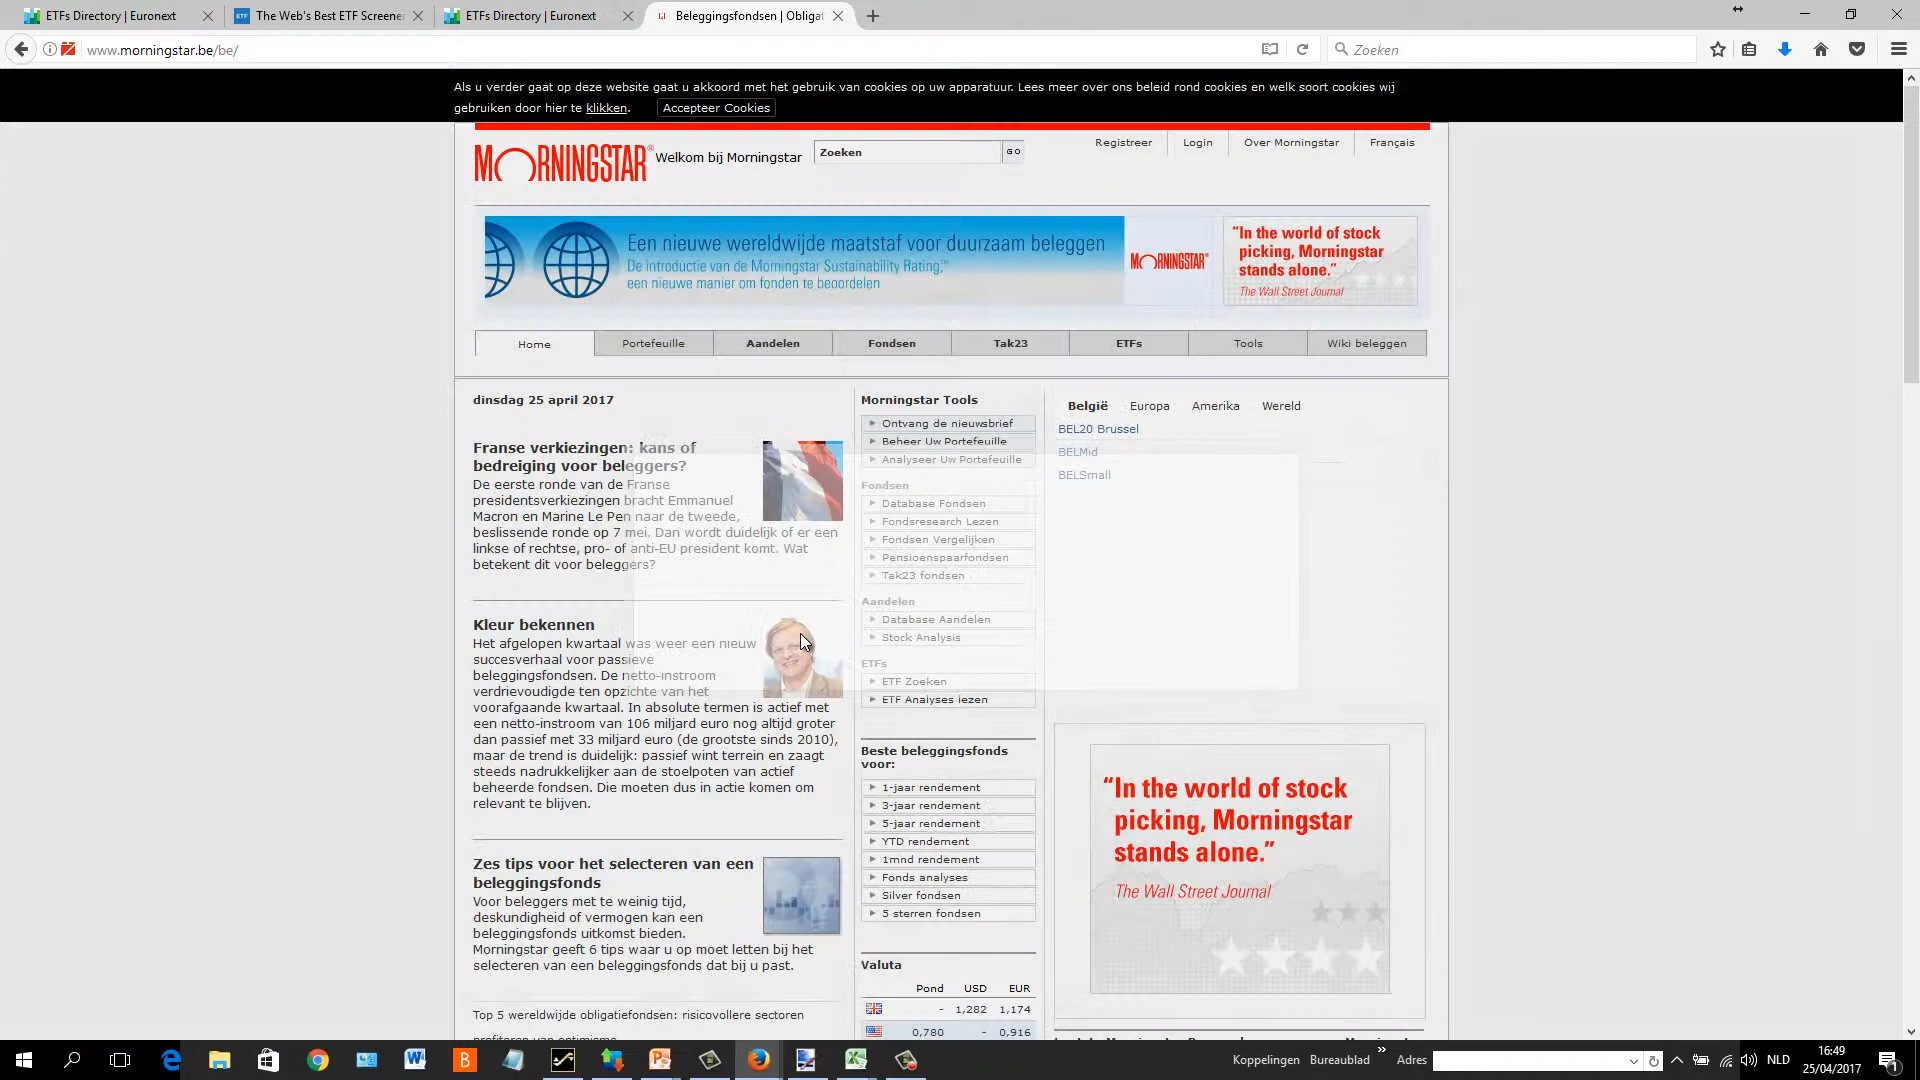 ETFs Directory | Euronext
The Web's Best ETF Screener
ETFs Directory | Euronext
Beleggingsfondsen | Obligat
www.morningstar.be/be/
Zoeken
Als u verder gaat op deze website gaat u akkoord met het gebruik van cookies op uw apparatuur. Lees meer over ons beleid rond cookies en welk soort cookies wij
gebruiken door hier te klikken. Accepteer Cookies
MORNINGSTAR® Welkom bij Morningstar
Zoeken GO
Registreer Login Over Morningstar Français
Een nieuwe wereldwijde maatstaf voor duurzaam beleggen
De introductie van de Morningstar Sustainability Rating,™
een nieuwe manier om fonden te beoordelen
MORNINGSTAR®
“In the world of stock
picking, Morningstar
stands alone.”
The Wall Street Journal
Home Portefeuille Aandelen Fondsen Tak23 ETFs Tools Wiki beleggen
dinsdag 25 april 2017
Franse verkiezingen: kans of
bedreiging voor beleggers?
De eerste ronde van de Franse
presidentsverkiezingen bracht Emmanuel
Macron en Marine Le Pen naar de tweede,
beslissende ronde op 7 mei. Dan wordt duidelijk of er een
linkse of rechtse, pro- of anti-EU president komt. Wat
betekent dit voor beleggers?
Kleur bekennen
Het afgelopen kwartaal was weer een nieuw
succesverhaal voor passieve
beleggingsfondsen. De netto-instroom
verdrievoudigde ten opzichte van het
voorafgaande kwartaal. In absolute termen is actief met
een netto-instroom van 106 miljard euro nog altijd groter
dan passief met 33 miljard euro (de grootste sinds 2010),
maar de trend is duidelijk: passief wint terrein en zaagt
steeds nadrukkelijker aan de stoelpoten van actief
beheerde fondsen. Die moeten dus in actie komen om
relevant te blijven.
Zes tips voor het selecteren van een
beleggingsfonds
Voor beleggers met te weinig tijd,
deskundigheid of vermogen kan een
beleggingsfonds uitkomst bieden.
Morningstar geeft 6 tips waar u op moet letten bij het
selecteren van een beleggingsfonds dat bij u past.
Top 5 wereldwijde obligatiefondsen: risicovollere sectoren
profiteren van optimisme
Morningstar Tools
Ontvang de nieuwsbrief
Beheer Uw Portefeuille
Analyseer Uw Portefeuille
Fondsen
Database Fondsen
Fondsresearch Lezen
Fondsen Vergelijken
Pensioenspaarfondsen
Tak23 fondsen
Aandelen
Database Aandelen
Stock Analysis
ETFs
ETF Zoeken
ETF Analyses lezen
Beste beleggingsfonds
voor:
1-jaar rendement
3-jaar rendement
5-jaar rendement
YTD rendement
1mnd rendement
Fonds analyses
Silver fondsen
5 sterren fondsen
Valuta
Pond USD EUR
- 1,282 1,174
0,780 - 0,916
België Europa Amerika Wereld
BEL20 Brussel
BELMid
BELSmall
“In the world of stock
picking, Morningstar
stands alone.”
The Wall Street Journal
Koppelingen Bureaublad » Adres
NLD
16:49
25/04/2017
1